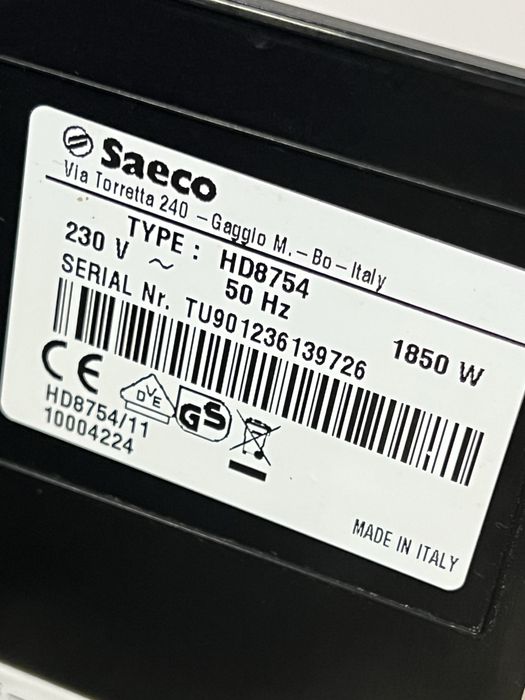 Saeco
Via Torretta 240 – Gaggio M. – Bo – Italy
TYPE : HD8754
230 V ~ 50 Hz 1850 W
SERIAL Nr. TU901236139726
CE DVE GS
HD8754/11
10004224
MADE IN ITALY